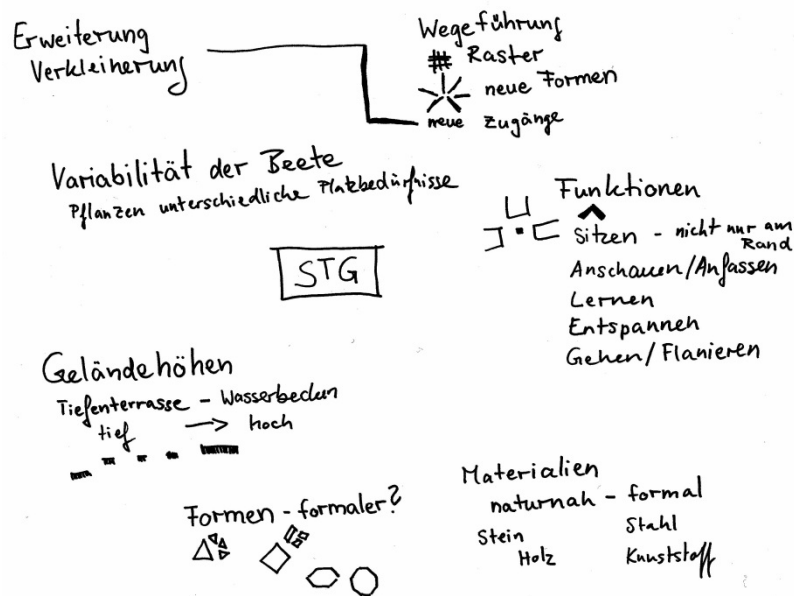 Erweiterung
Verkleinerung
Wegeführung
Raster
neue Formen
neue Zugänge
Variabilität der Beete
Pflanzen unterschiedliche Platzbedürfnisse
Funktionen
Sitzen - nicht nur am
Rand
Anschauen/Anfassen
Lernen
Entspannen
Gehen/Flanieren
STG
Geländehöhen
Tiefenterrasse - Wasserbecken
tief → hoch
Formen - formaler?
Materialien
naturnah - formal
Stein Stahl
Holz Kunststoff